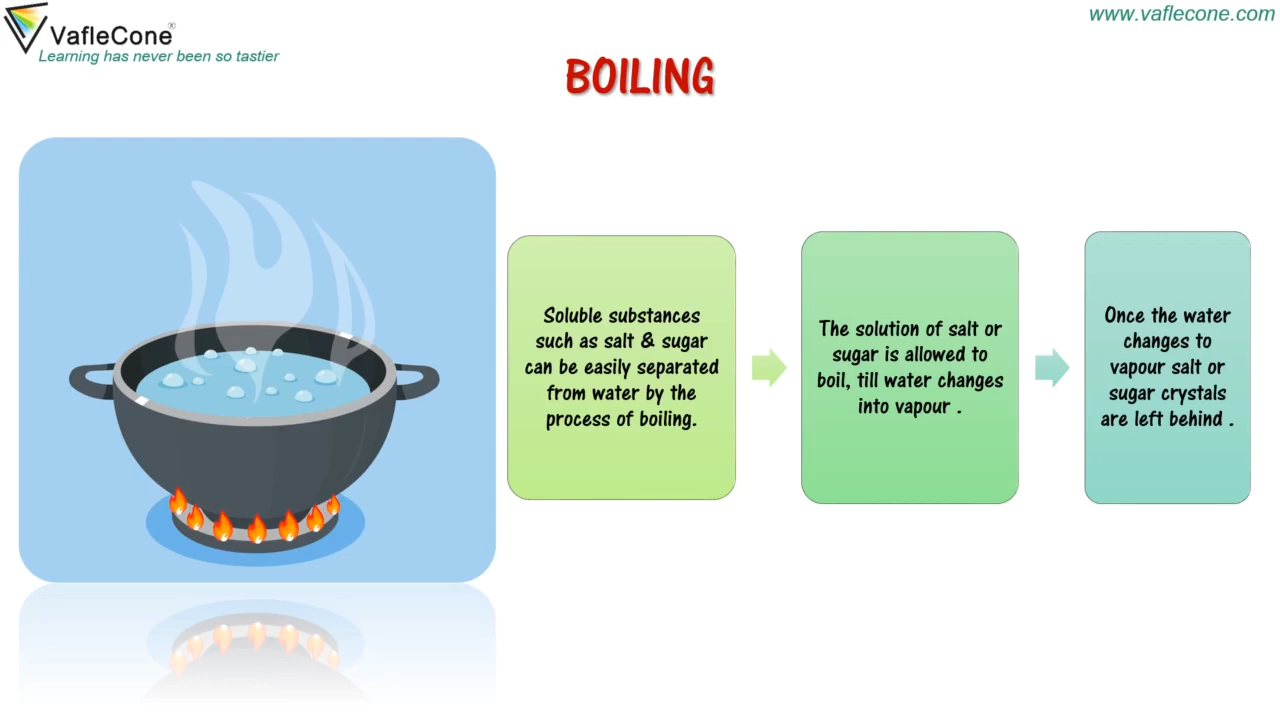 VafleCone®
Learning has never been so tastier
www.vaflecone.com
BOILING
Soluble substances
such as salt & sugar
can be easily separated
from water by the
process of boiling.
The solution of salt or
sugar is allowed to
boil, till water changes
into vapour .
Once the water
changes to
vapour salt or
sugar crystals
are left behind .